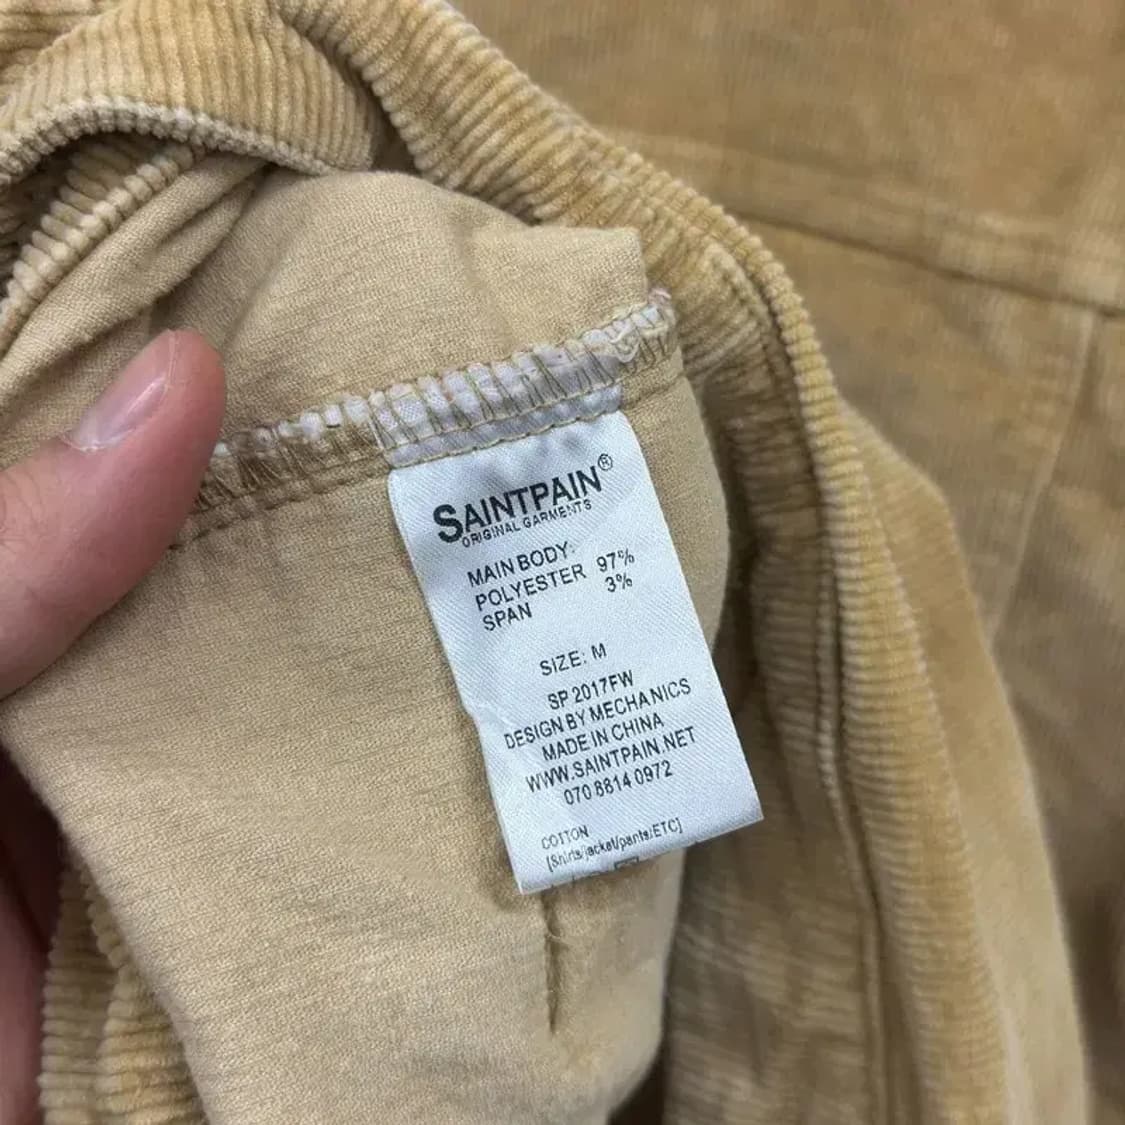 SAINTPAIN®
ORIGINAL GARMENTS
MAIN BODY:
POLYESTER 97%
SPAN 3%
SIZE: M
SP 2017FW
DESIGN BY MECHANICS
MADE IN CHINA
WWW.SAINTPAIN.NET
070 8814 0972
COTTON
[Shirts/jacket/pants/ETC]